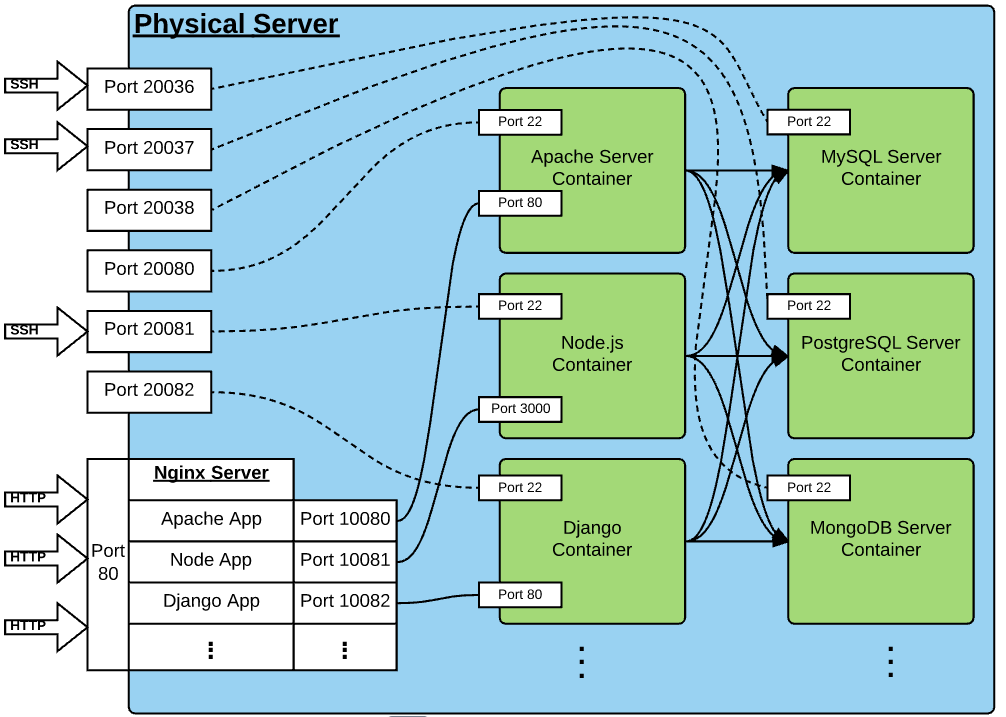 Physical Server
SSH
Port 20036
SSH
Port 20037
Port 20038
Port 20080
SSH
Port 20081
Port 20082
HTTP
HTTP
HTTP
Port
80
Nginx Server
Apache App
Port 10080
Node App
Port 10081
Django App
Port 10082
Port 22
Apache Server
Container
Port 80
Port 22
Node.js
Container
Port 3000
Port 22
Django
Container
Port 80
Port 22
MySQL Server
Container
Port 22
PostgreSQL Server
Container
Port 22
MongoDB Server
Container